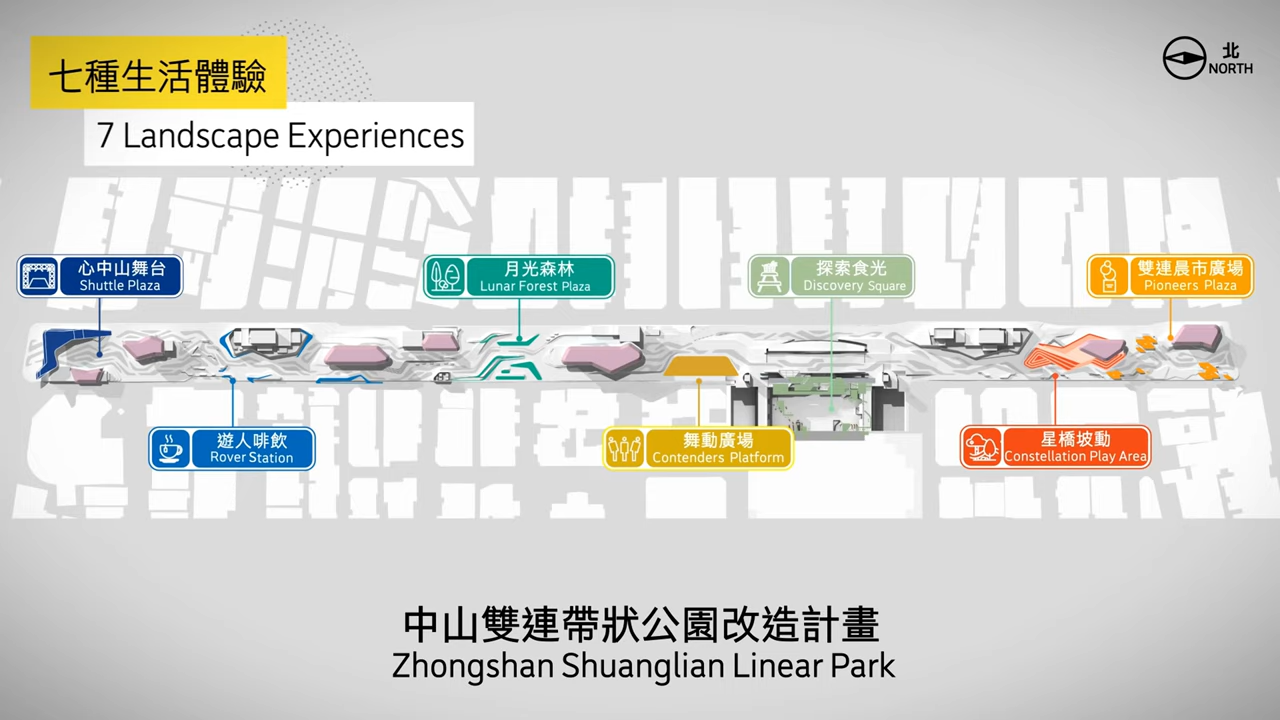 七種生活體驗
7 Landscape Experiences
北
NORTH
心中山舞台
Shuttle Plaza
月光森林
Lunar Forest Plaza
探索食光
Discovery Square
雙連晨市廣場
Pioneers Plaza
遊人啡飲
Rover Station
舞動廣場
Contenders Platform
星橋坡動
Constellation Play Area
中山雙連帶狀公園改造計畫
Zhongshan Shuanglian Linear Park